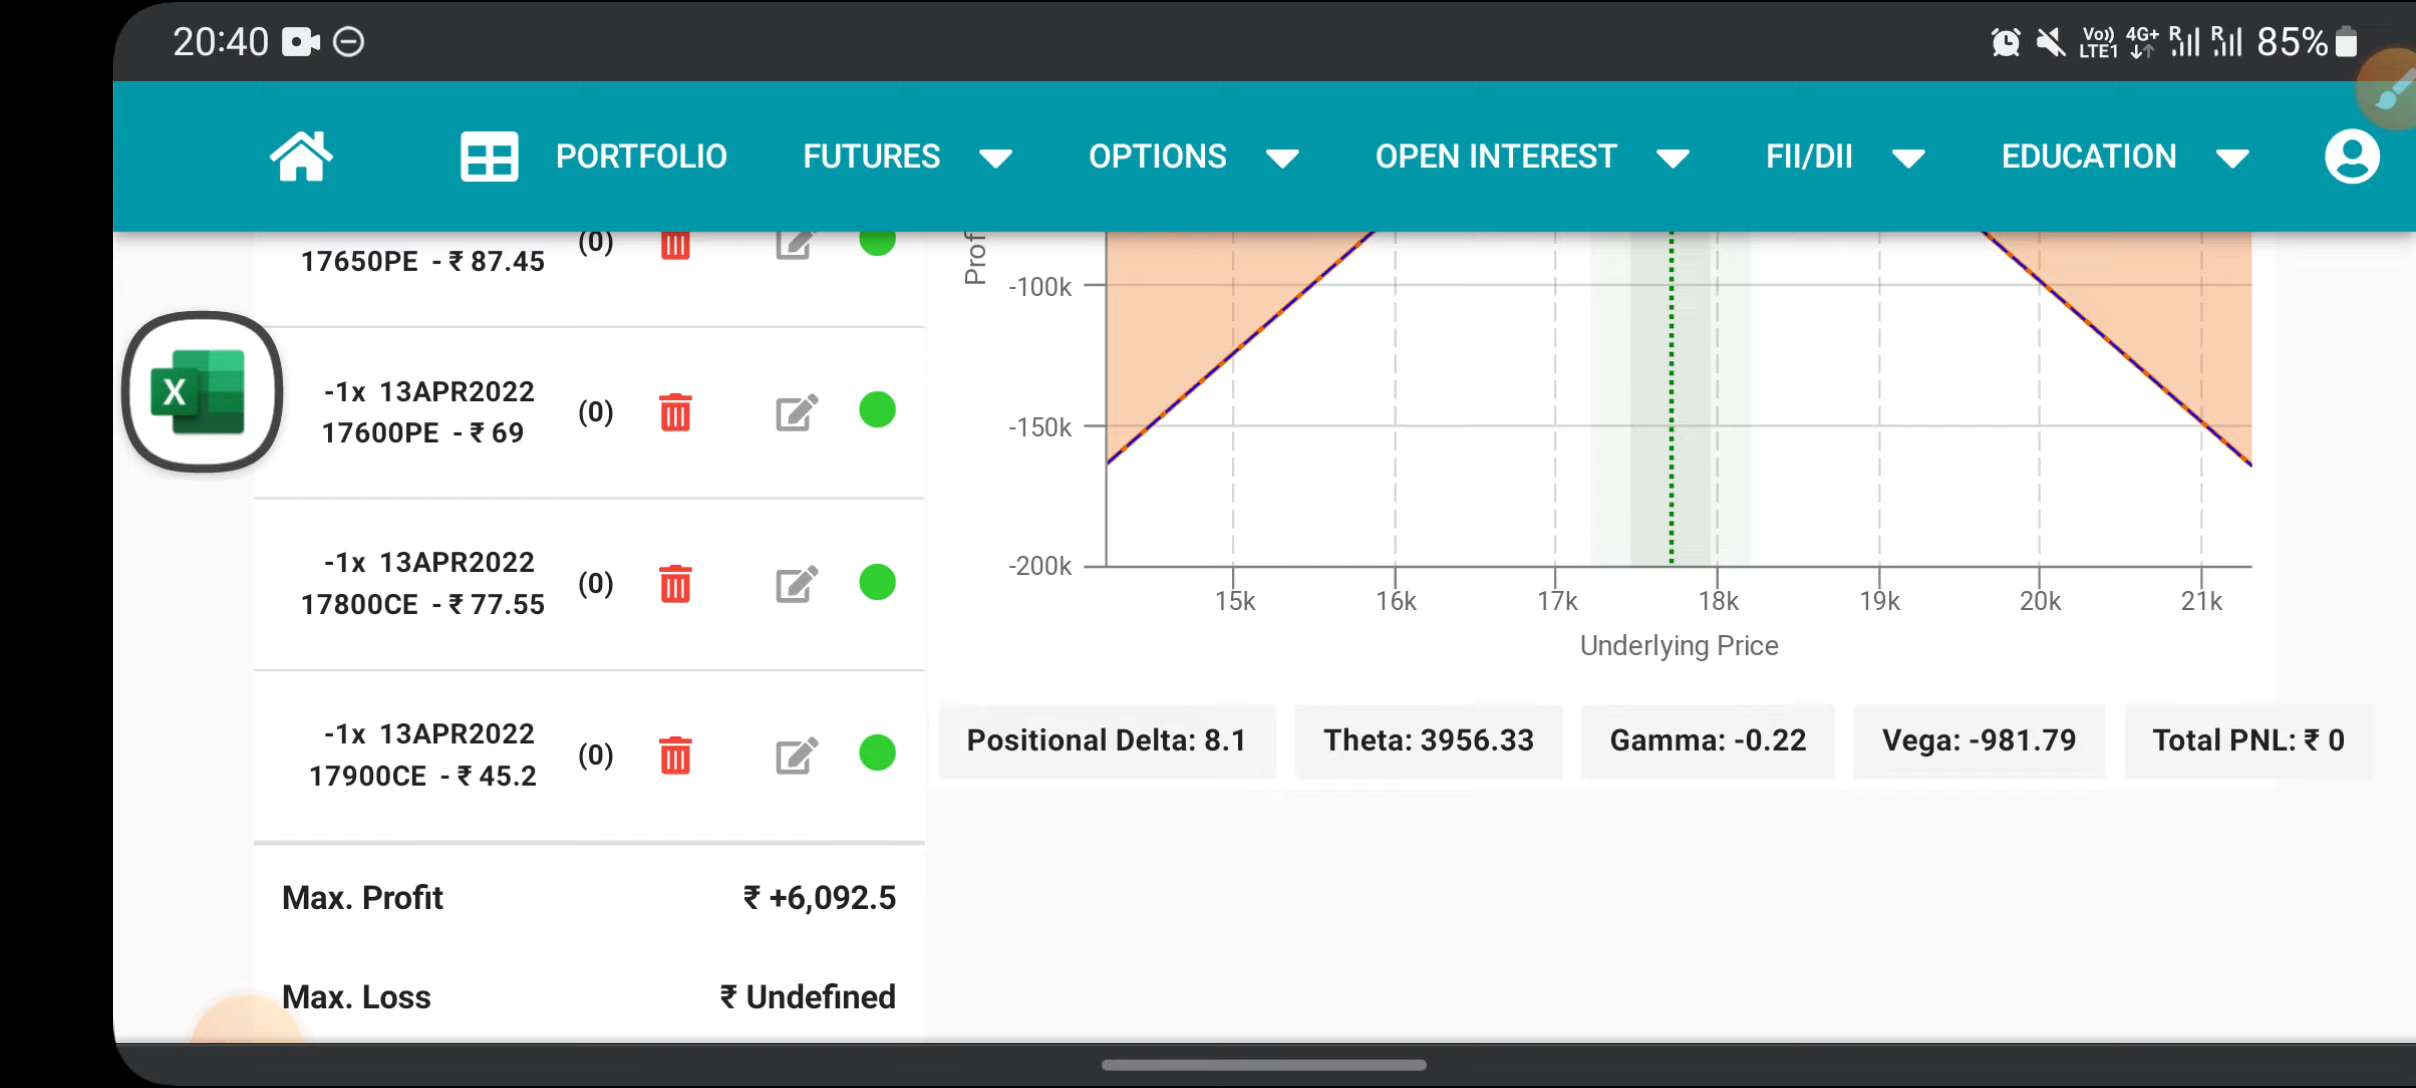 20:40
Vo))
LTE1
4G+
R
R
85%
PORTFOLIO
FUTURES
OPTIONS
OPEN INTEREST
FII/DII
EDUCATION
17650PE - ₹ 87.45
(0)
X
-1x 13APR2022
17600PE - ₹ 69
(0)
-1x 13APR2022
17800CE - ₹ 77.55
(0)
-1x 13APR2022
17900CE - ₹ 45.2
(0)
Max. Profit
₹ +6,092.5
Max. Loss
₹ Undefined
-100k
-150k
-200k
15k
16k
17k
18k
19k
20k
21k
Underlying Price
Positional Delta: 8.1
Theta: 3956.33
Gamma: -0.22
Vega: -981.79
Total PNL: ₹ 0